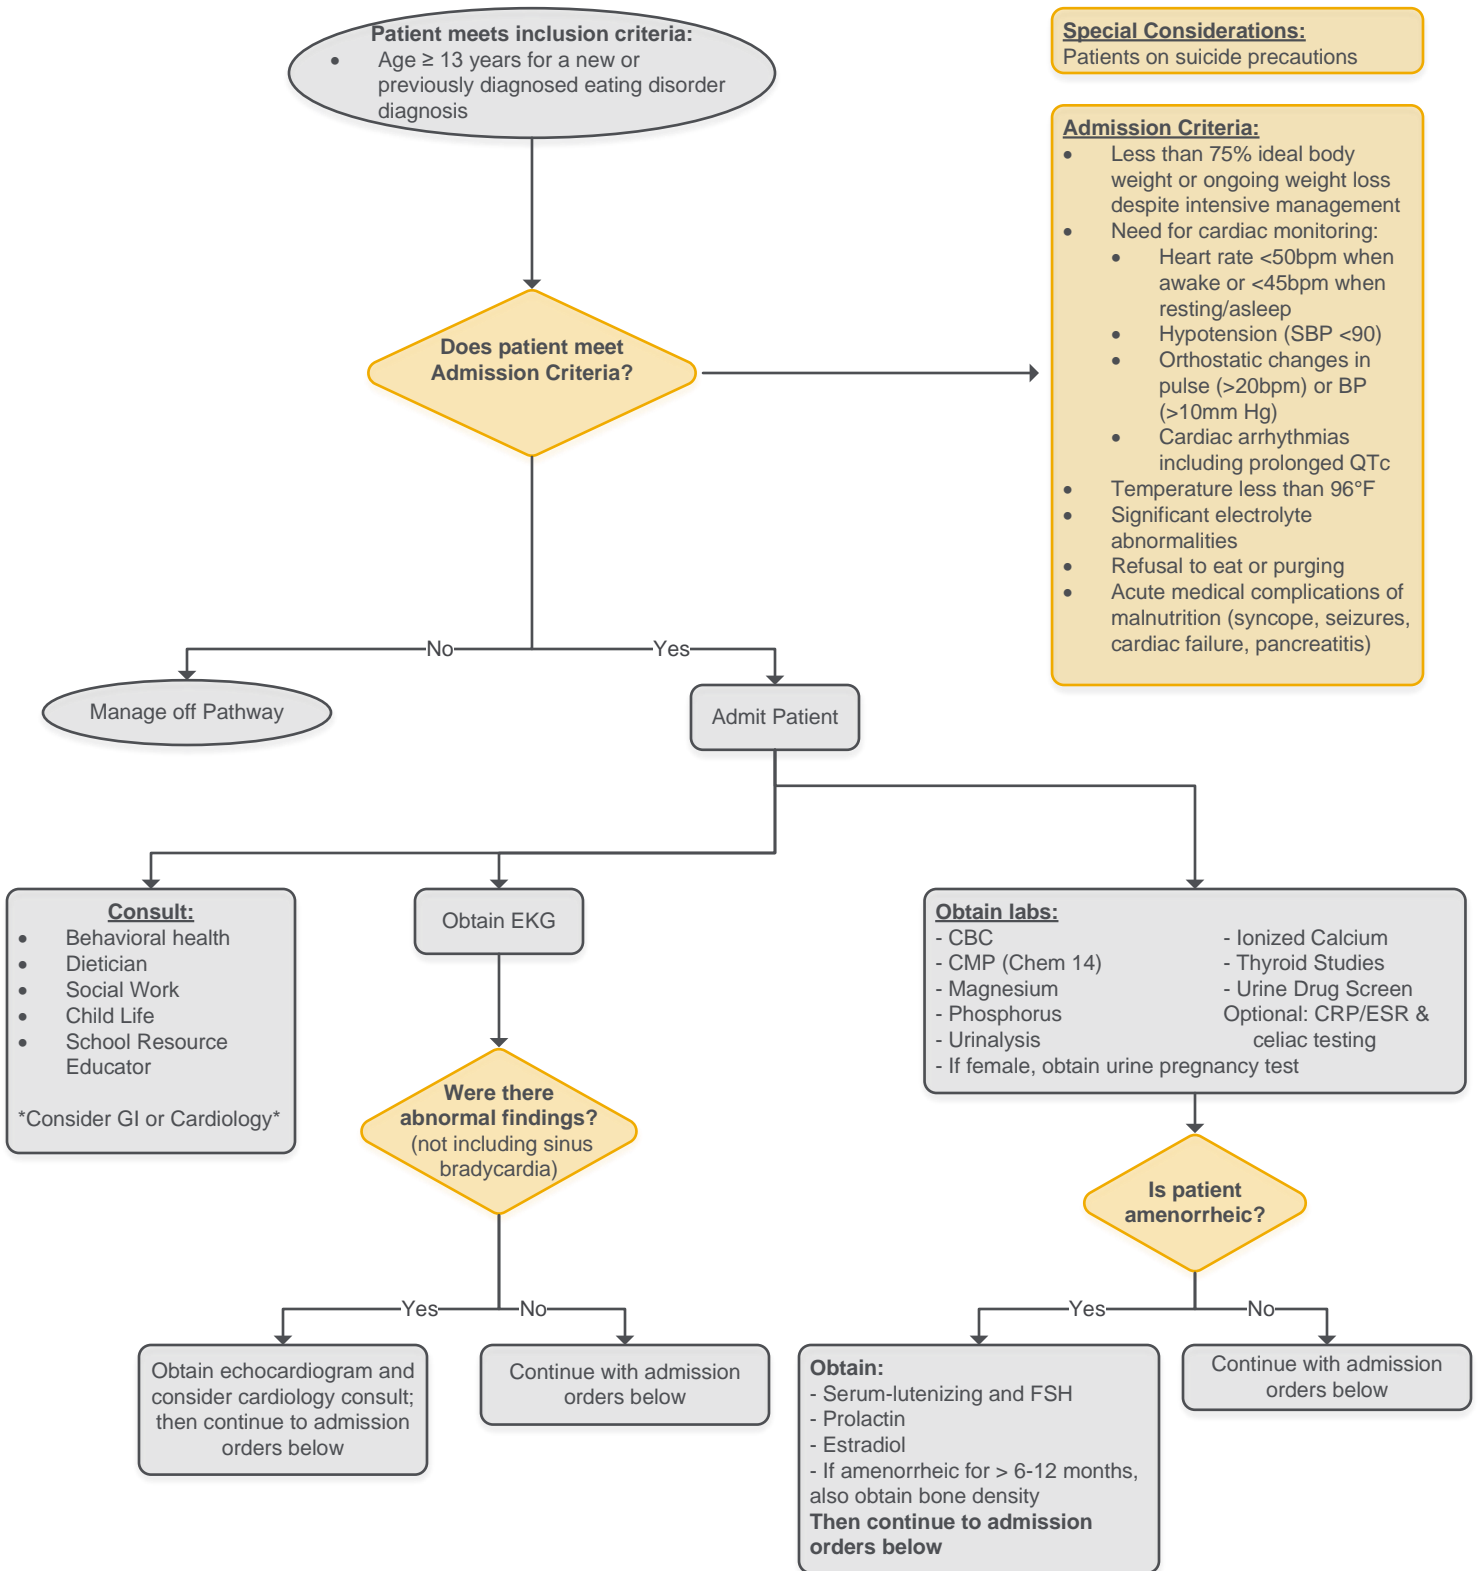 Patient meets inclusion criteria:
• Age ≥ 13 years for a new or
previously diagnosed eating disorder
diagnosis
Special Considerations:
Patients on suicide precautions
Admission Criteria:
• Less than 75% ideal body
weight or ongoing weight loss
despite intensive management
• Need for cardiac monitoring:
• Heart rate <50bpm when
awake or <45bpm when
resting/asleep
• Hypotension (SBP <90)
• Orthostatic changes in
pulse (>20bpm) or BP
(>10mm Hg)
• Cardiac arrhythmias
including prolonged QTc
• Temperature less than 96°F
• Significant electrolyte
abnormalities
• Refusal to eat or purging
• Acute medical complications of
malnutrition (syncope, seizures,
cardiac failure, pancreatitis)
Does patient meet
Admission Criteria?
No
Yes
Manage off Pathway
Admit Patient
Consult:
• Behavioral health
• Dietician
• Social Work
• Child Life
• School Resource
Educator
*Consider GI or Cardiology*
Obtain EKG
Were there
abnormal findings?
(not including sinus
bradycardia)
Yes
No
Obtain echocardiogram and
consider cardiology consult;
then continue to admission
orders below
Continue with admission
orders below
Obtain labs:
- CBC
- CMP (Chem 14)
- Magnesium
- Phosphorus
- Urinalysis
- Ionized Calcium
- Thyroid Studies
- Urine Drug Screen
Optional: CRP/ESR &
celiac testing
- If female, obtain urine pregnancy test
Is patient
amenorrheic?
Yes
No
Obtain:
- Serum-lutenizing and FSH
- Prolactin
- Estradiol
- If amenorrheic for > 6-12 months,
also obtain bone density
Then continue to admission
orders below
Continue with admission
orders below